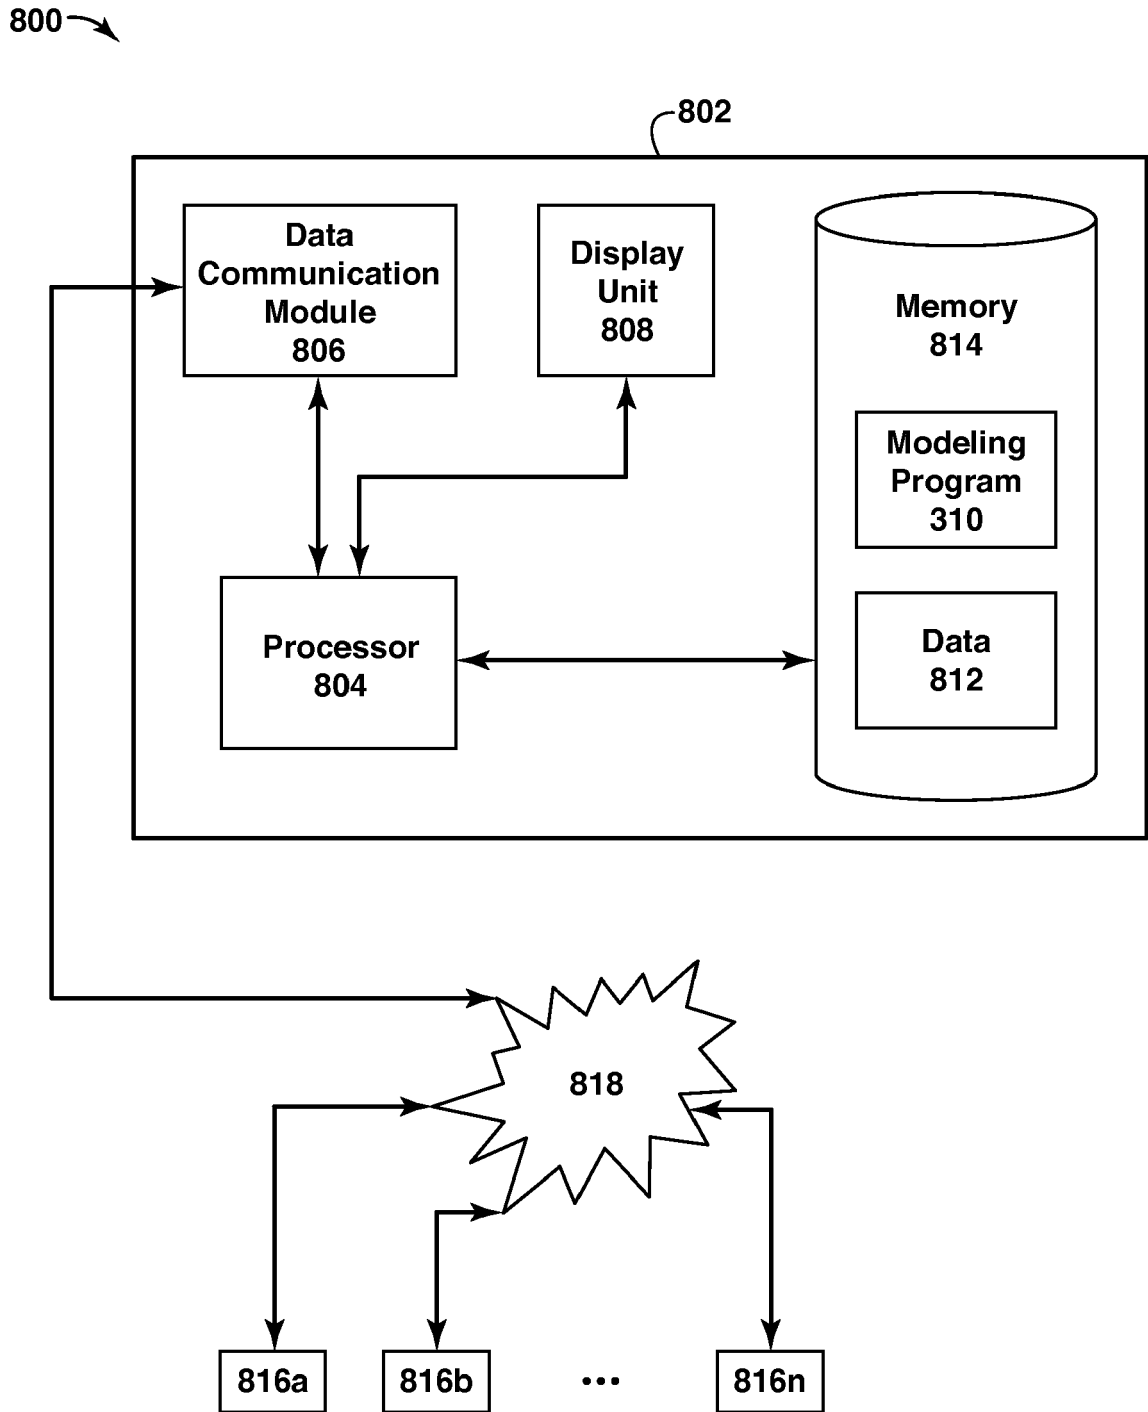 800
802
Data
Communication
Module
806
Display
Unit
808
Memory
814
Modeling
Program
310
Processor
804
Data
812
818
816a
816b
...
816n